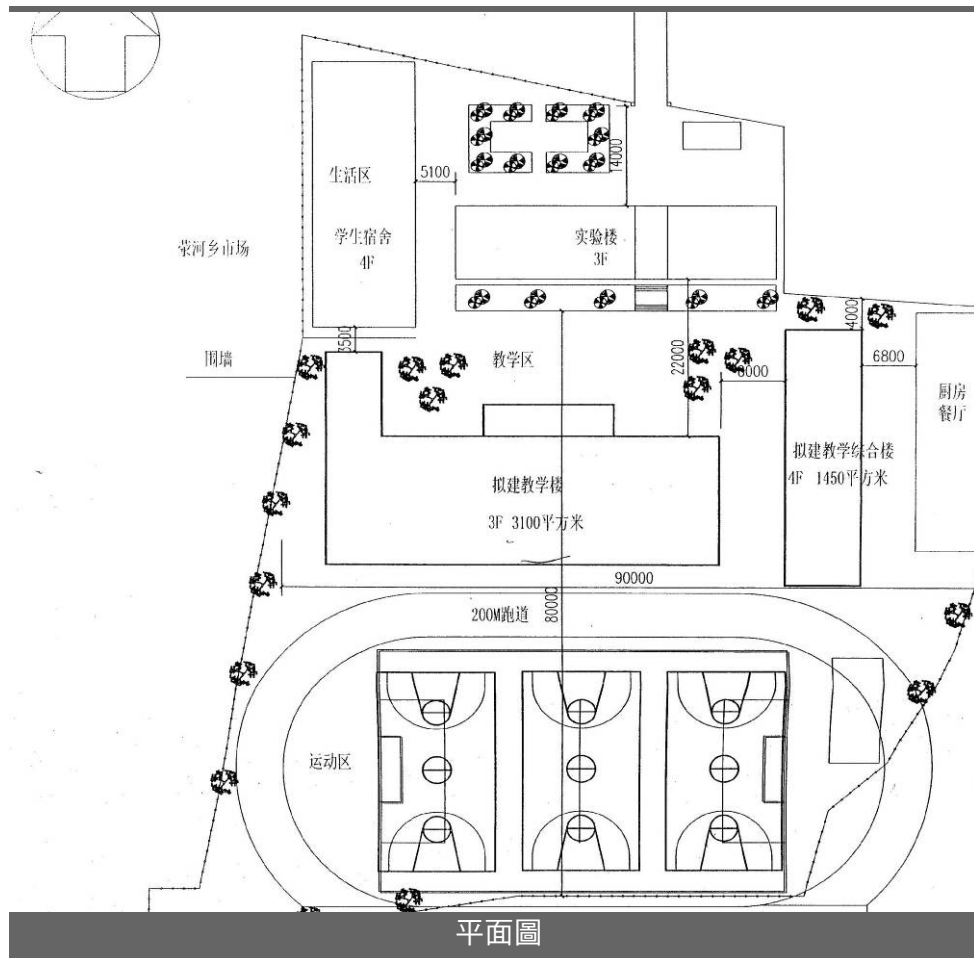 生活区
5100
14000
学生宿舍
4F
实验楼
3F
荥河乡市场
围墙
3500
教学区
22000
8000
4000
6800
厨房
餐厅
拟建教学楼
3F 3100平方米
拟建教学综合楼
4F 1450平方米
90000
200M跑道
80000
运动区
平面圖